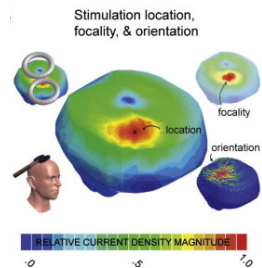 Stimulation location,
focality, & orientation
location
focality
orientation
RELATIVE CURRENT DENSITY MAGNITUDE
.0
.5
1.0